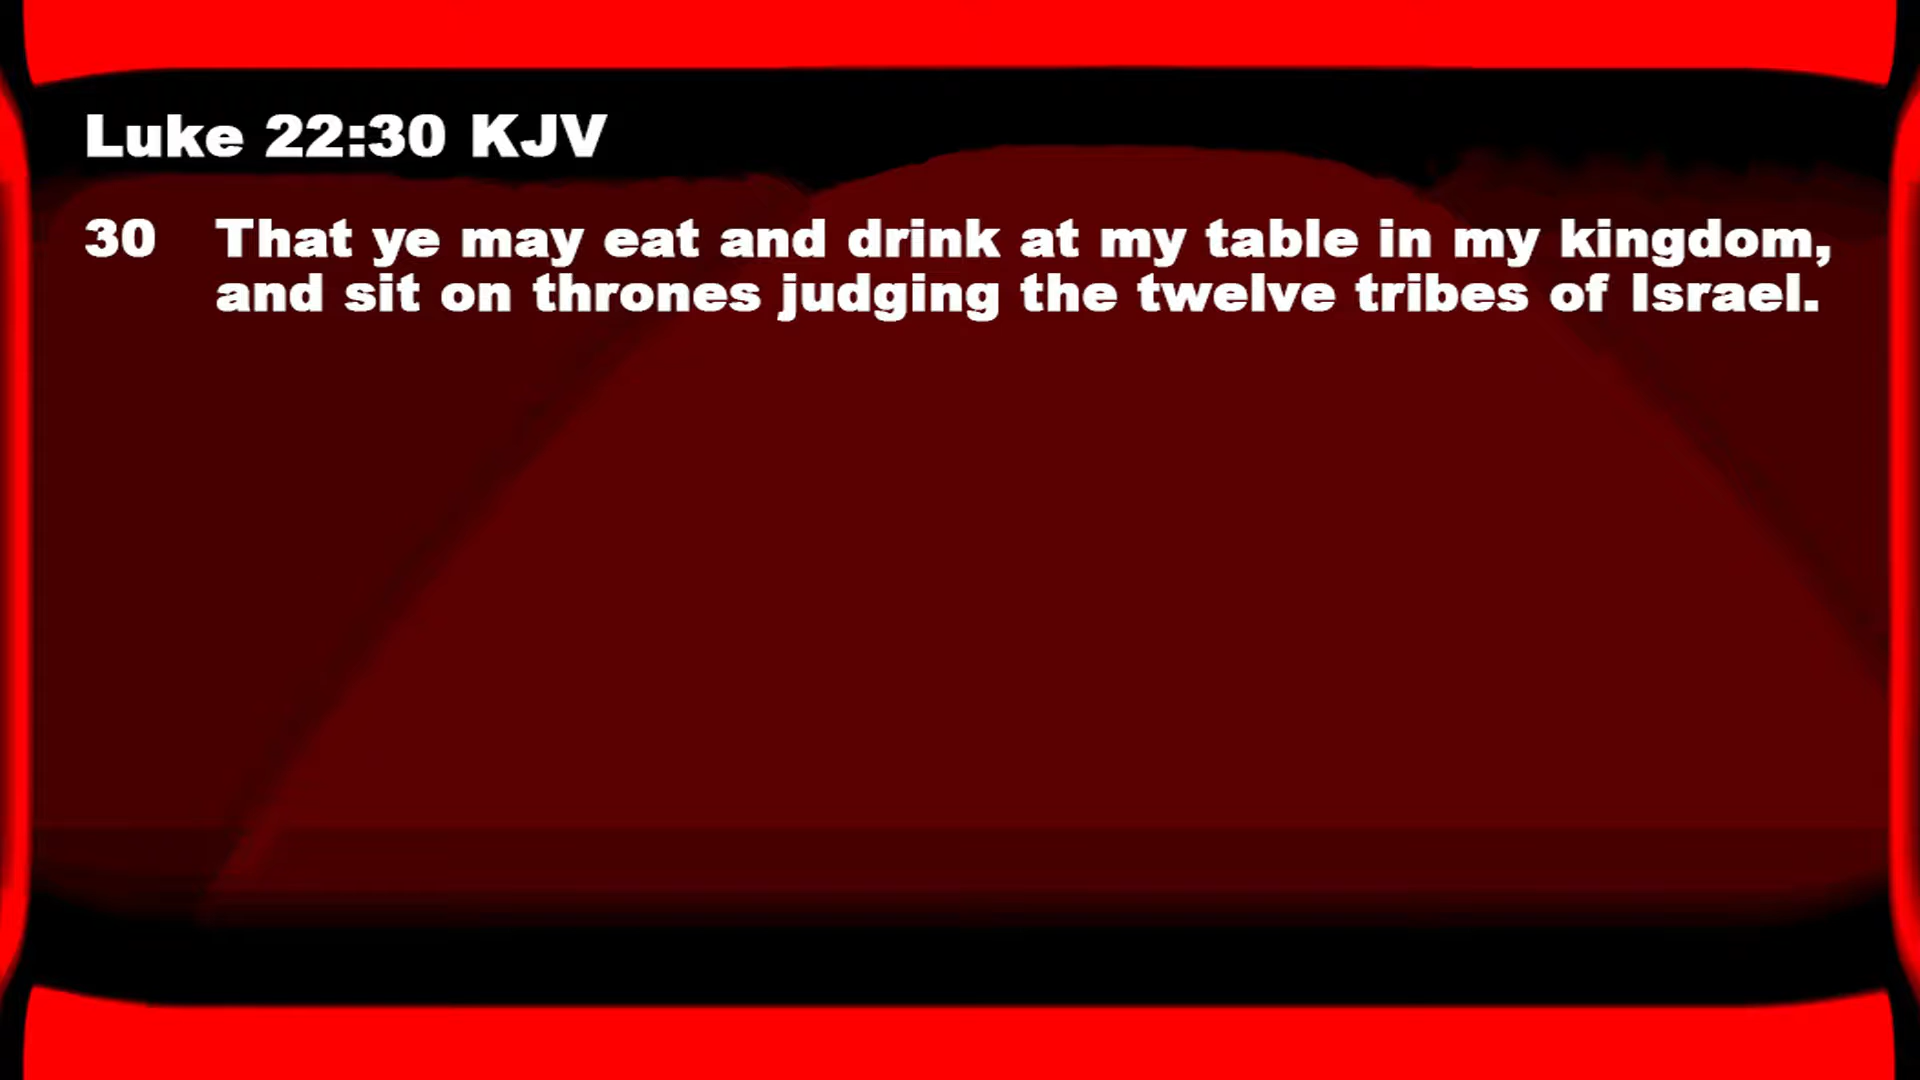 Luke 22:30 KJV
30 That ye may eat and drink at my table in my kingdom,
and sit on thrones judging the twelve tribes of Israel.